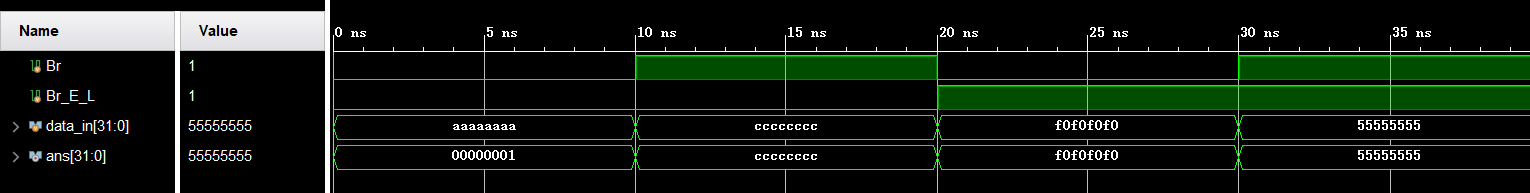 Name Value 0 ns 5 ns 10 ns 15 ns 20 ns 25 ns 30 ns 35 ns
Br 1
Br_E_L 1
data_in[31:0] 55555555 aaaaaaaa cccccccc f0f0f0f0 55555555
ans[31:0] 55555555 00000001 cccccccc f0f0f0f0 55555555